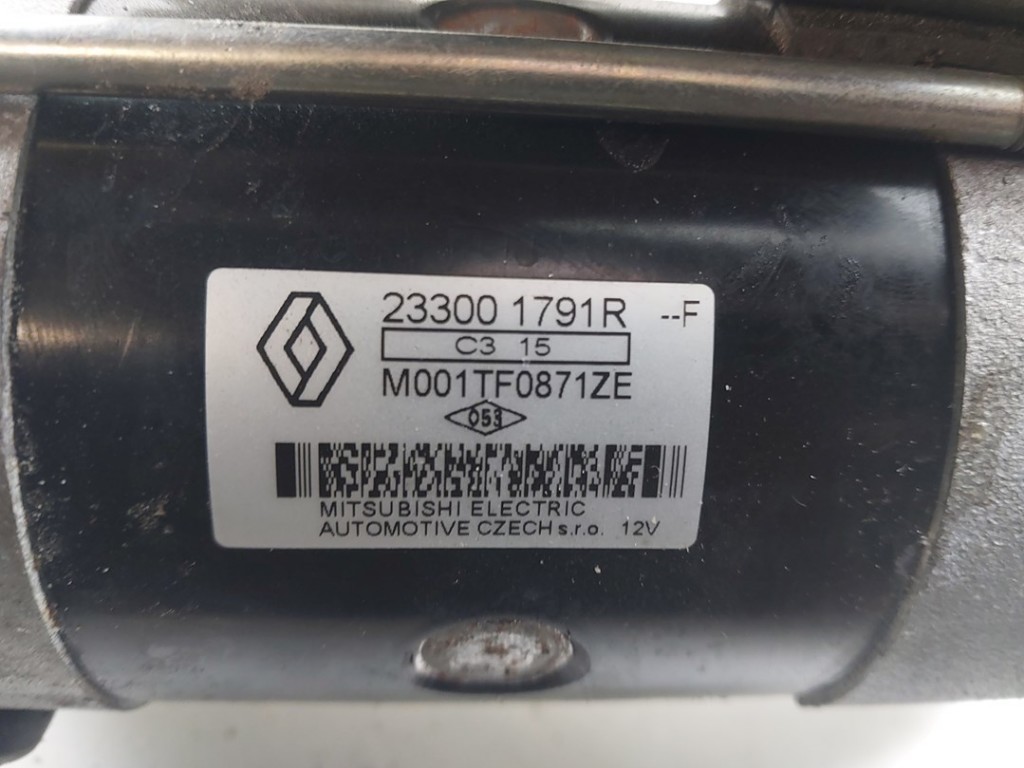 23300 1791R --F
C3 15
M001TF0871ZE
053
MITSUBISHI ELECTRIC
AUTOMOTIVE CZECH s.r.o. 12V